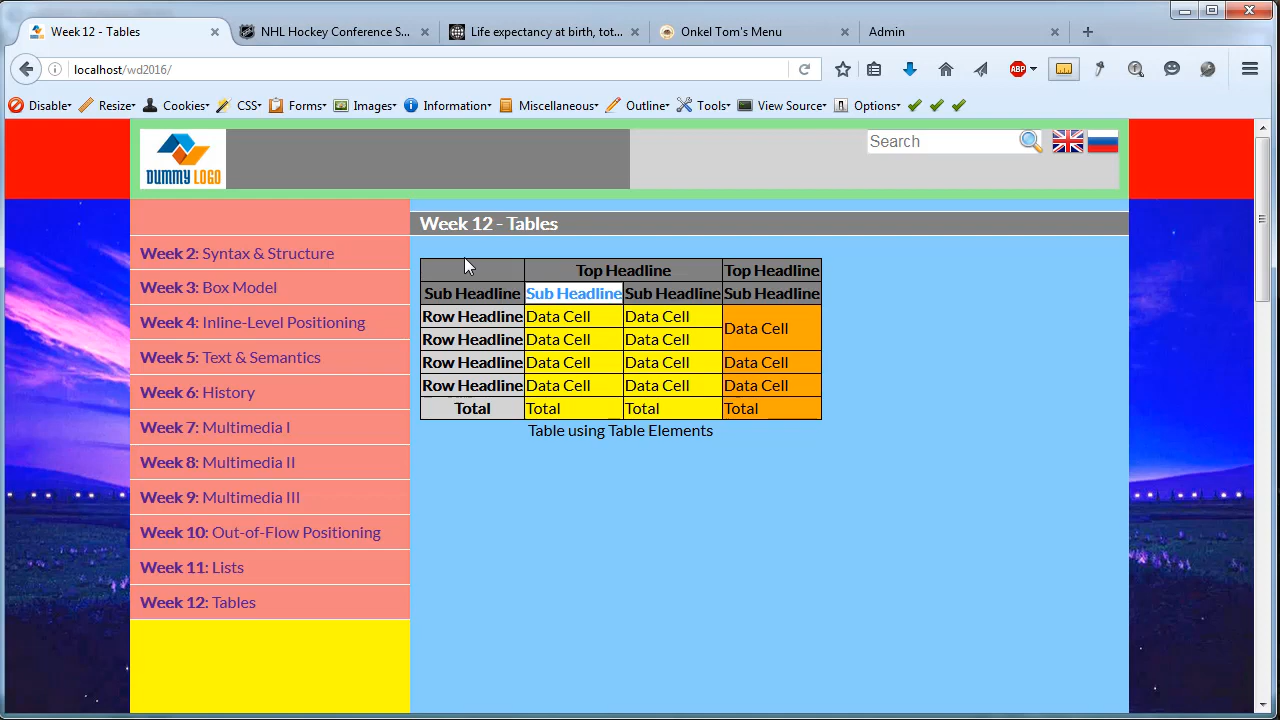 Week 12 - Tables
NHL Hockey Conference S...
Life expectancy at birth, tot...
Onkel Tom's Menu
Admin
localhost/wd2016/
ABP
Disable
Resize
Cookies
CSS
Forms
Images
Information
Miscellaneous
Outline
Tools
View Source
Options
DUMMY LOGO
Search
Week 2: Syntax & Structure
Week 3: Box Model
Week 4: Inline-Level Positioning
Week 5: Text & Semantics
Week 6: History
Week 7: Multimedia I
Week 8: Multimedia II
Week 9: Multimedia III
Week 10: Out-of-Flow Positioning
Week 11: Lists
Week 12: Tables
Week 12 - Tables
Top Headline Top Headline
Sub Headline Sub Headline Sub Headline Sub Headline
Row Headline Data Cell Data Cell Data Cell
Row Headline Data Cell Data Cell
Row Headline Data Cell Data Cell Data Cell
Row Headline Data Cell Data Cell Data Cell
Total Total Total Total
Table using Table Elements